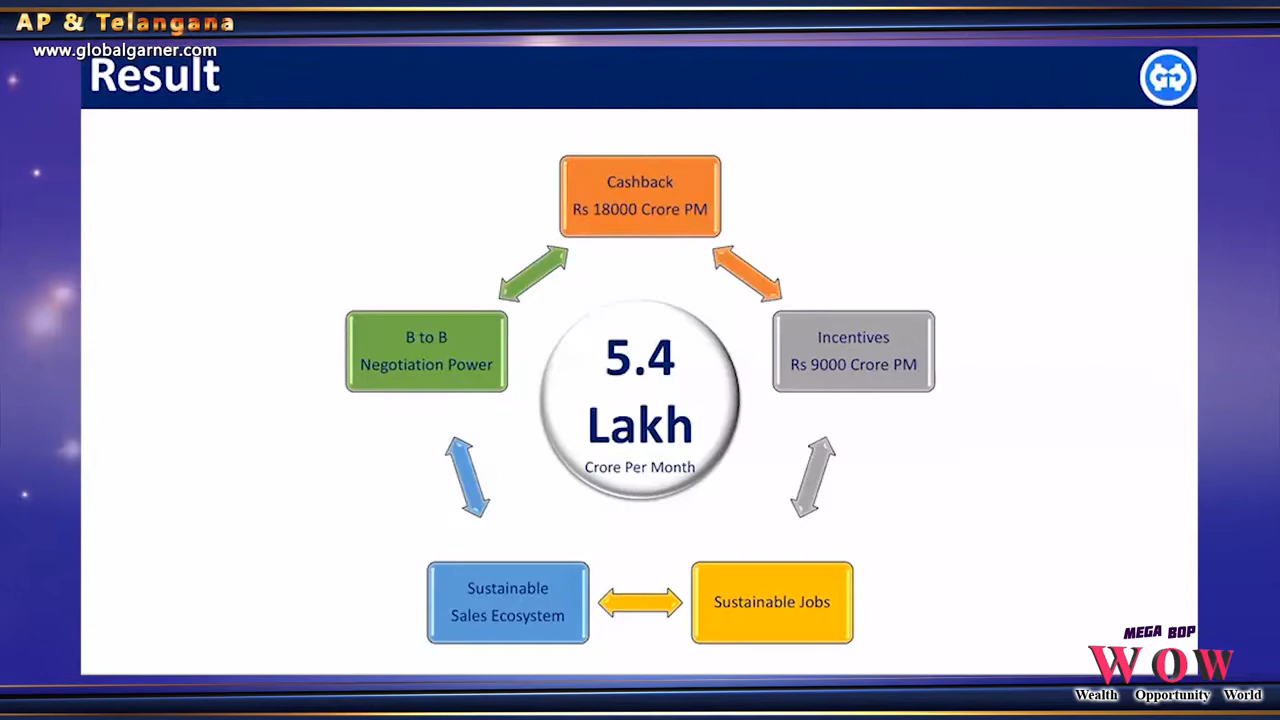 AP & Telangana
www.globalgarner.com
Result
Cashback
Rs 18000 Crore PM
B to B
Negotiation Power
Incentives
Rs 9000 Crore PM
5.4
Lakh
Crore Per Month
Sustainable
Sales Ecosystem
Sustainable Jobs
MEGA BOP
WOW
Wealth Opportunity World